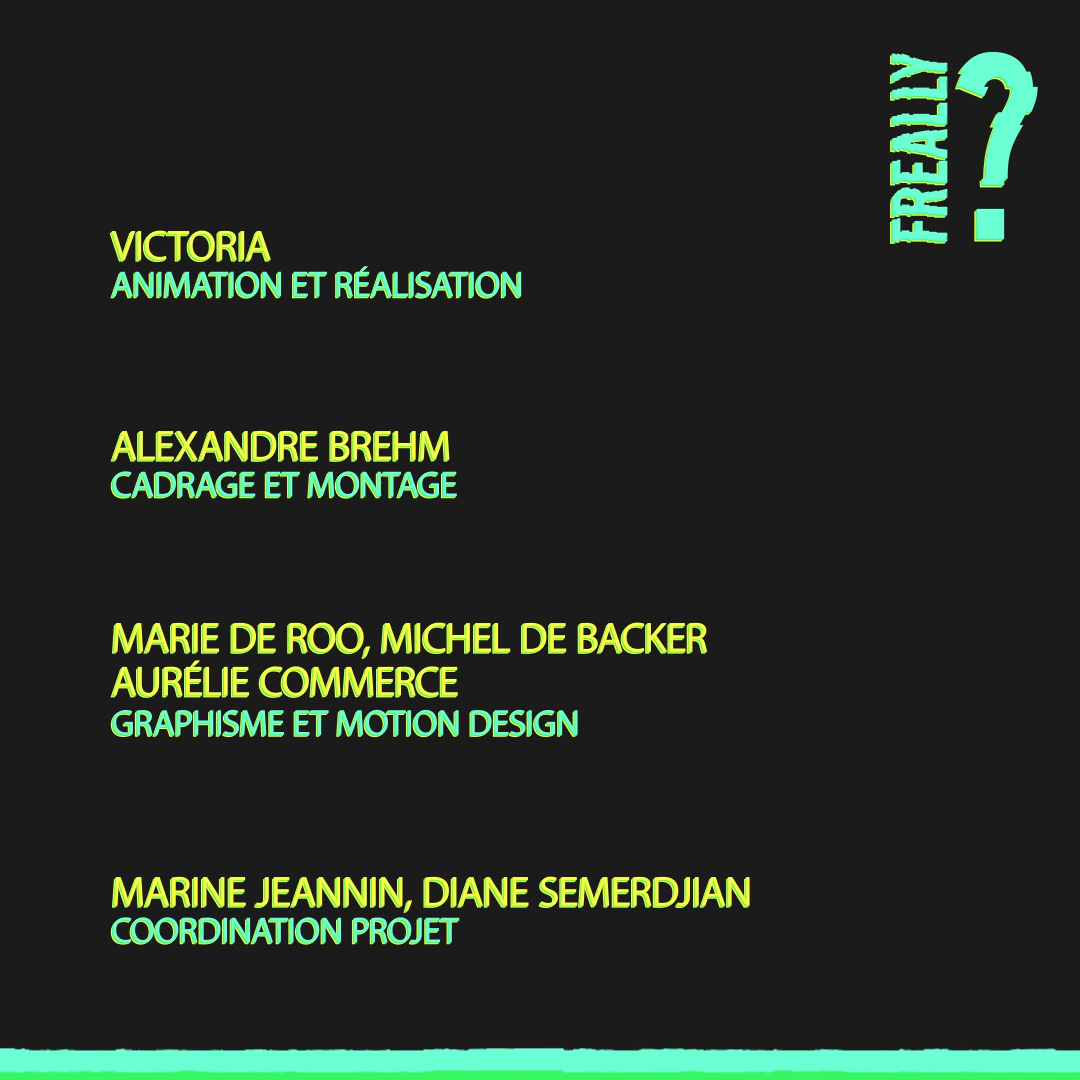 FREALLY
?
VICTORIA
ANIMATION ET RÉALISATION
ALEXANDRE BREHM
CADRAGE ET MONTAGE
MARIE DE ROO, MICHEL DE BACKER
AURÉLIE COMMERCE
GRAPHISME ET MOTION DESIGN
MARINE JEANNIN, DIANE SEMERDJIAN
COORDINATION PROJET